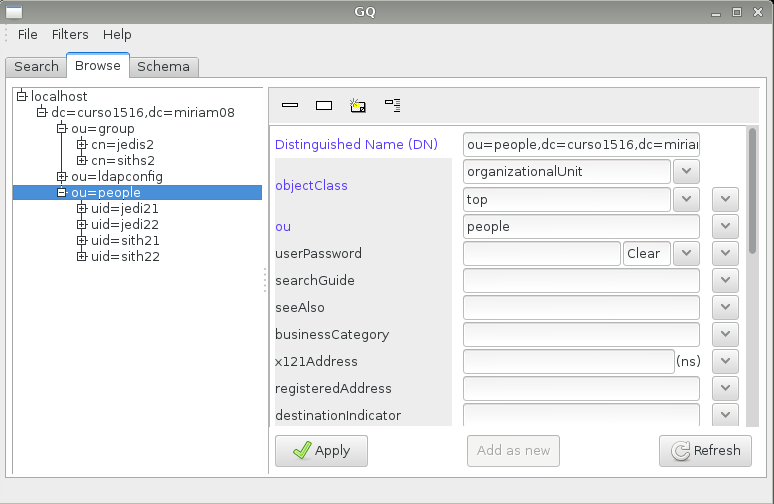 GQ
File Filters Help
Search Browse Schema
localhost
dc=curso1516,dc=miriam08
ou=group
cn=jedis2
cn=siths2
ou=ldapconfig
ou=people
uid=jedi21
uid=jedi22
uid=sith21
uid=sith22
Distinguished Name (DN) ou=people,dc=curso1516,dc=miriam
objectClass organizationalUnit
top
ou people
userPassword Clear
searchGuide
seeAlso
businessCategory
x121Address (ns)
registeredAddress
destinationIndicator
Apply Add as new Refresh